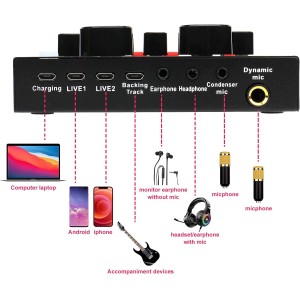 Dynamic
mic
Charging
LIVE1
LIVE2
Backing
Track
Earphone
Headphone
Condenser
mic
Computer laptop
monitor earphone
without mic
micphone
micphone
Android
iphone
headset/earphone
with mic
Accompaniment devices